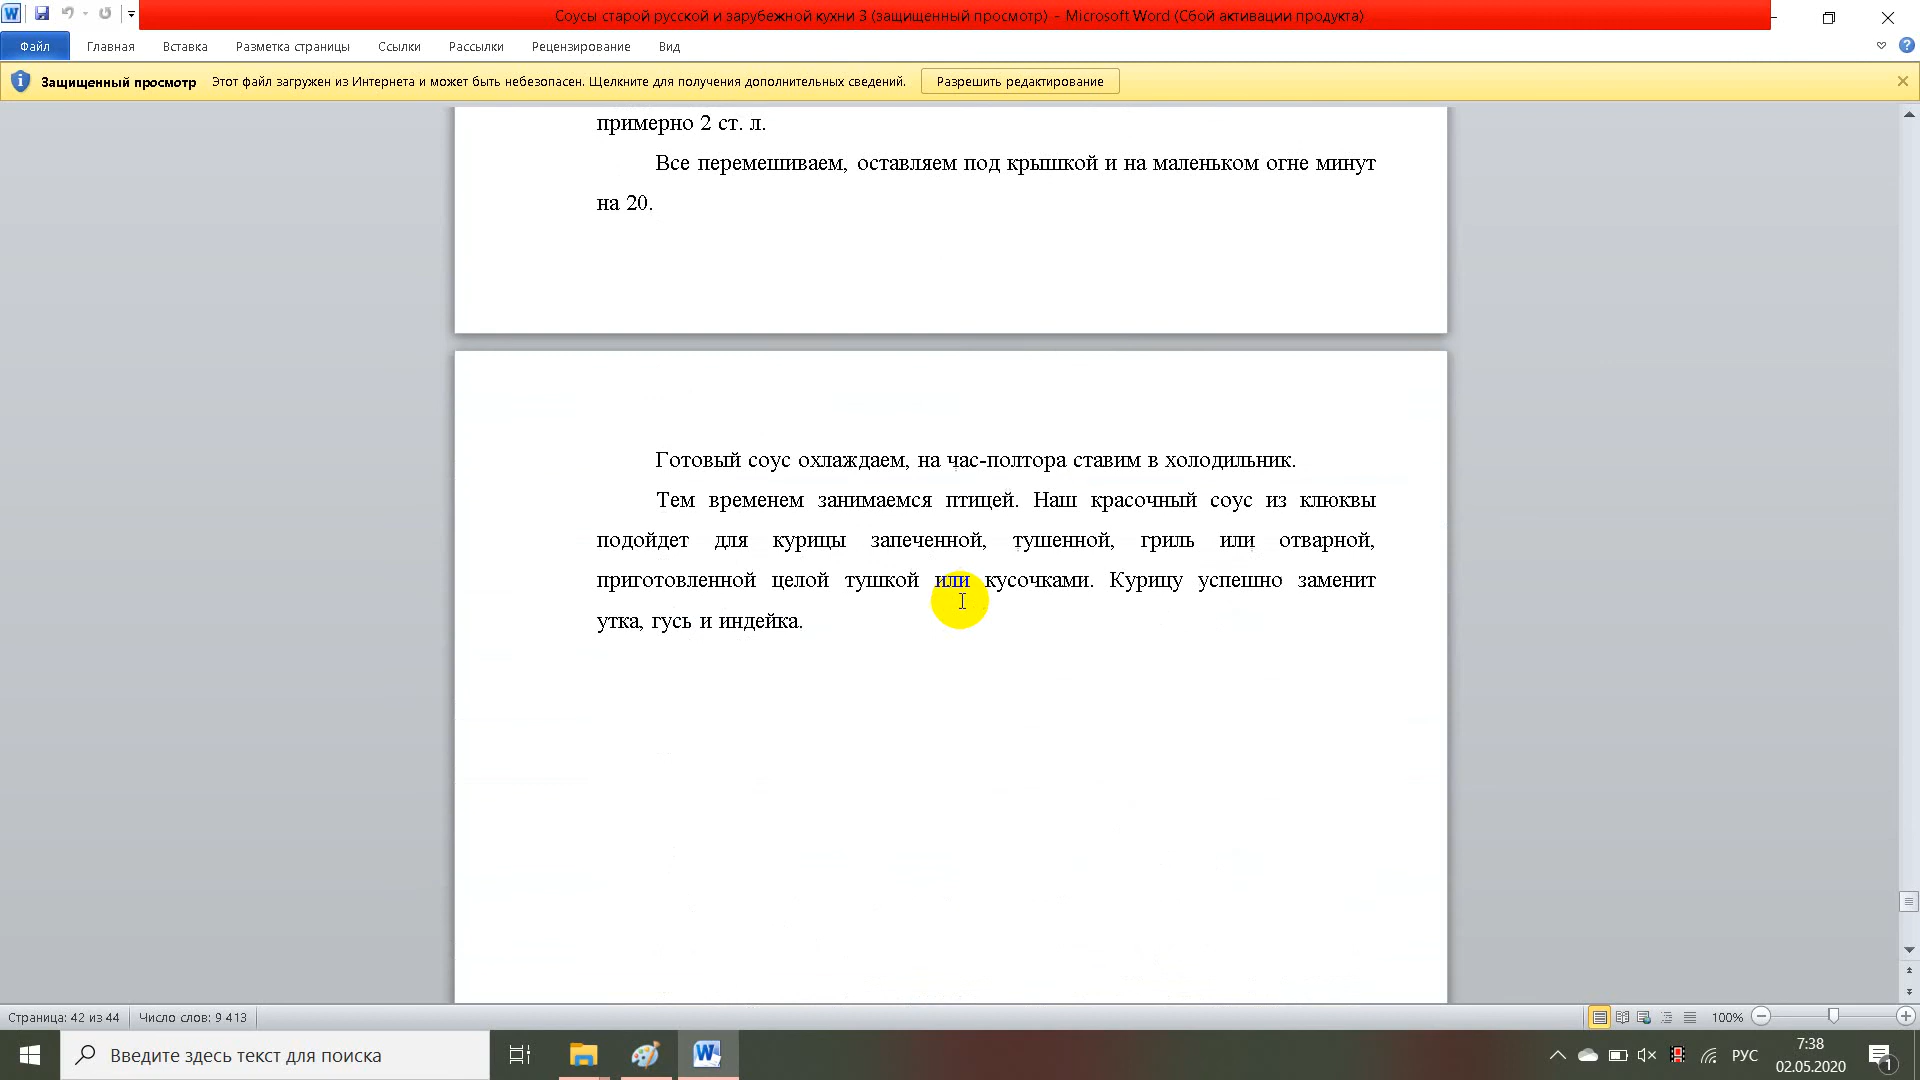 Соусы старой русской и зарубежной кухни 3 (защищенный просмотр) - Microsoft Word (Сбой активации продукта)
Файл Главная Вставка Разметка страницы Ссылки Рассылки Рецензирование Вид
Защищенный просмотр Этот файл загружен из Интернета и может быть небезопасен. Щелкните для получения дополнительных сведений. Разрешить редактирование
примерно 2 ст. л.
Все перемешиваем, оставляем под крышкой и на маленьком огне минут
на 20.
Готовый соус охлаждаем, на час-полтора ставим в холодильник.
Тем временем занимаемся птицей. Наш красочный соус из клюквы
подойдет для курицы запеченной, тушенной, гриль или отварной,
приготовленной целой тушкой или кусочками. Курицу успешно заменит
утка, гусь и индейка.
Страница: 42 из 44 Число слов: 9 413 100%
Введите здесь текст для поиска
РУС
7:38
02.05.2020
1